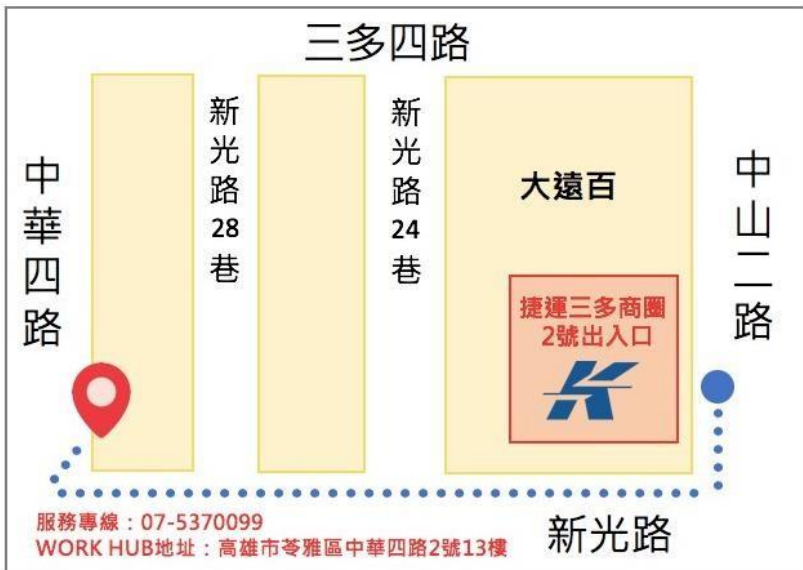 三多四路
中華四路
新光路28巷
新光路24巷
大遠百
中山二路
捷運三多商圈
2號出入口
服務專線：07-5370099
WORK HUB地址：高雄市苓雅區中華四路2號13樓
新光路